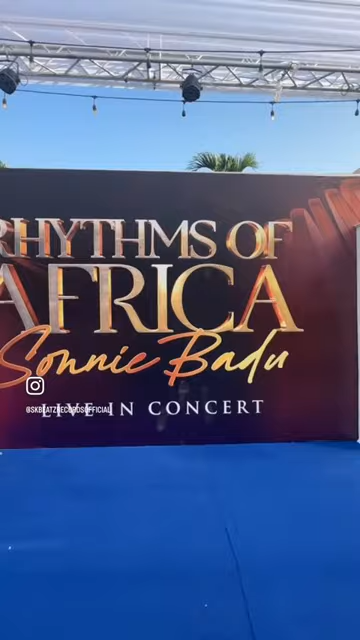 RHYTHMS OF
AFRICA
Sonnie Badu
LIVE IN CONCERT
@SKBEATZRECORDSOFFICIAL